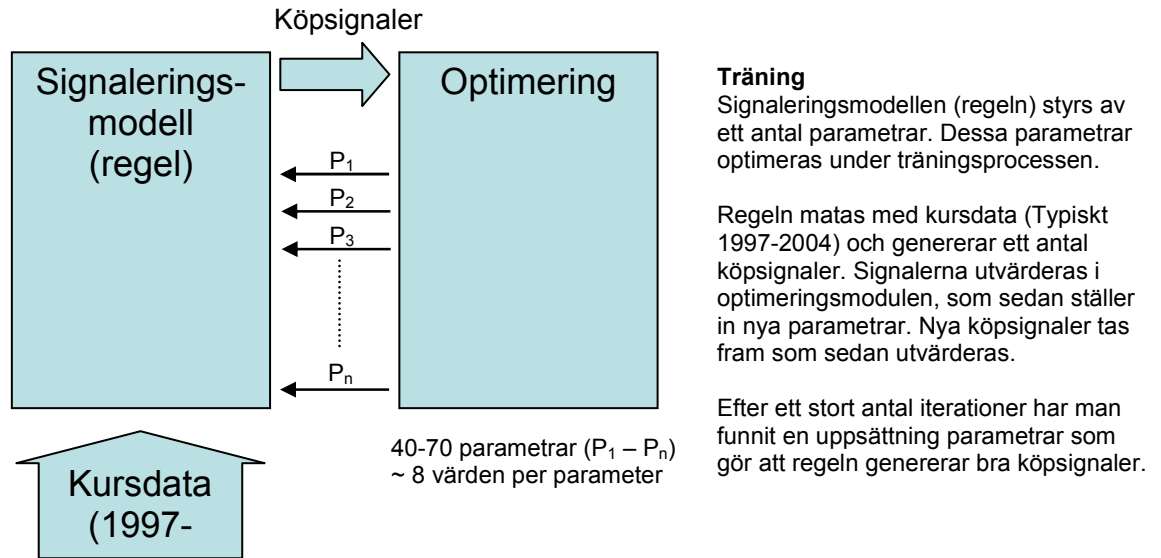 Köpsignaler
Signalerings-
modell
(regel)
Optimering
P1
P2
P3
Pn
Kursdata
(1997-
40-70 parametrar (P1 – Pn)
~ 8 värden per parameter
Träning
Signaleringsmodellen (regeln) styrs av
ett antal parametrar. Dessa parametrar
optimeras under träningsprocessen.
Regeln matas med kursdata (Typiskt
1997-2004) och genererar ett antal
köpsignaler. Signalerna utvärderas i
optimeringsmodulen, som sedan ställer
in nya parametrar. Nya köpsignaler tas
fram som sedan utvärderas.
Efter ett stort antal iterationer har man
funnit en uppsättning parametrar som
gör att regeln genererar bra köpsignaler.